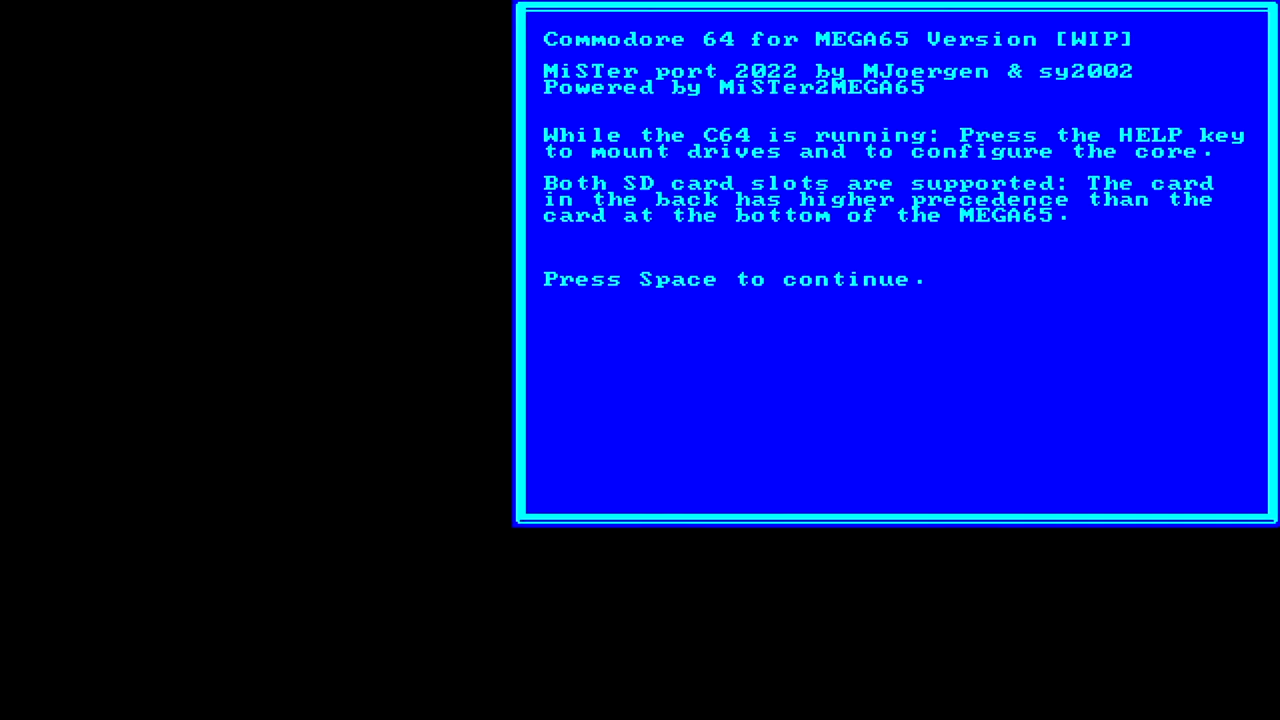 Commodore 64 for MEGA65 Version [WIP]
MiSTer port 2022 by MJoergen & sy2002
Powered by MiSTer2MEGA65
While the C64 is running: Press the HELP key
to mount drives and to configure the core.
Both SD card slots are supported: The card
in the back has higher precedence than the
card at the bottom of the MEGA65.
Press Space to continue.